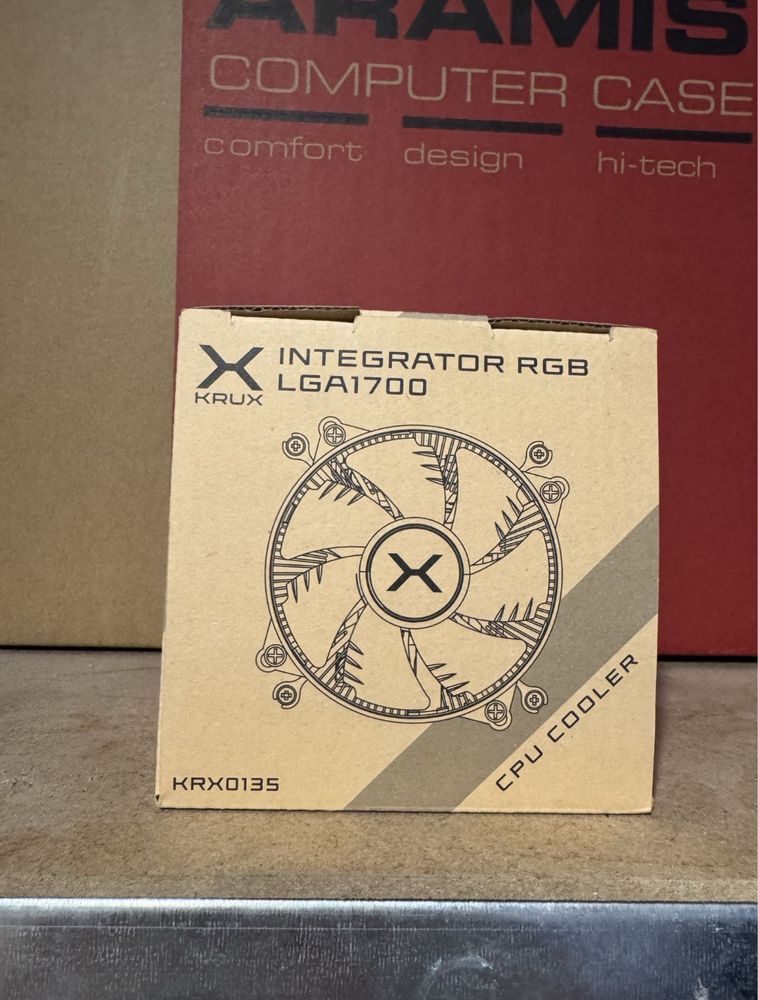 ARAMIS
COMPUTER CASE
comfort design hi-tech
KRUX
INTEGRATOR RGB
LGA1700
CPU COOLER
KRX0135